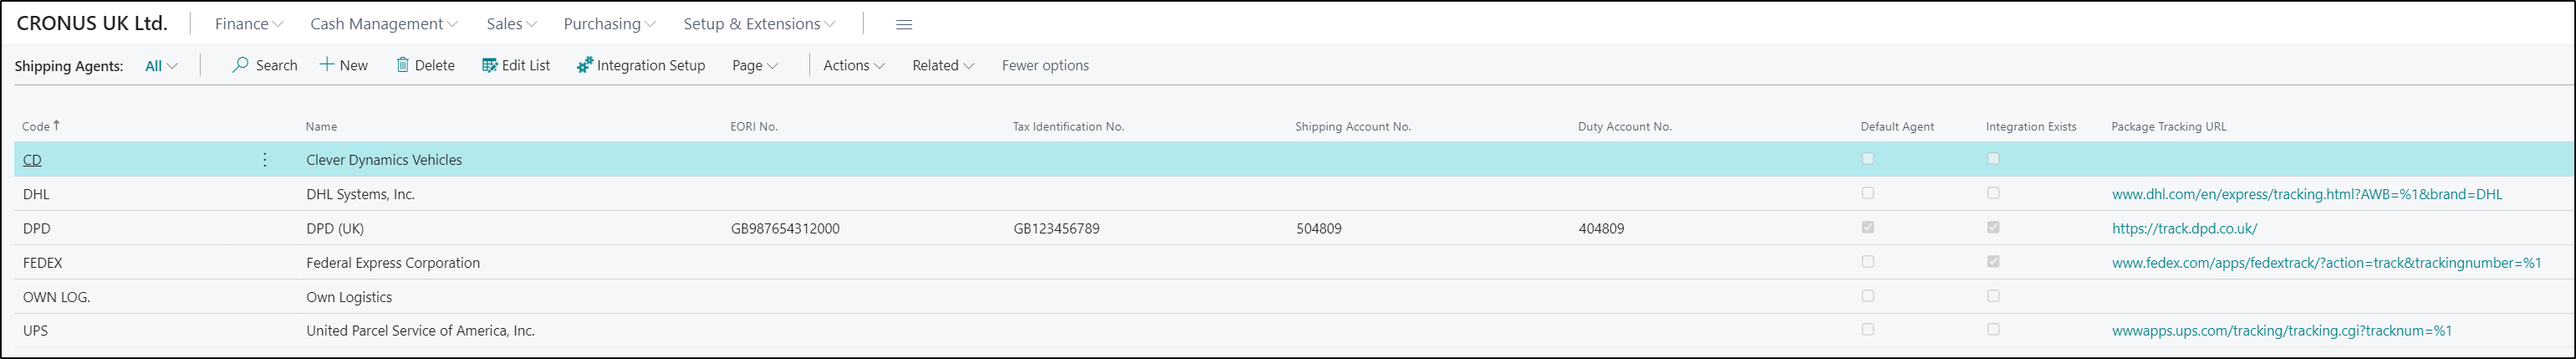 CRONUS UK Ltd. Finance Cash Management Sales Purchasing Setup & Extensions
Shipping Agents: All Search New Delete Edit List Integration Setup Page Actions Related Fewer options
Code Name EORI No. Tax Identification No. Shipping Account No. Duty Account No. Default Agent Integration Exists Package Tracking URL
CD Clever Dynamics Vehicles
DHL DHL Systems, Inc. www.dhl.com/en/express/tracking.html?AWB=%1&brand=DHL
DPD DPD (UK) GB987654312000 GB123456789 504809 404809 https://track.dpd.co.uk/
FEDEX Federal Express Corporation www.fedex.com/apps/fedextrack/?action=track&trackingnumber=%1
OWN LOG. Own Logistics
UPS United Parcel Service of America, Inc. wwwapps.ups.com/tracking/tracking.cgi?tracknum=%1